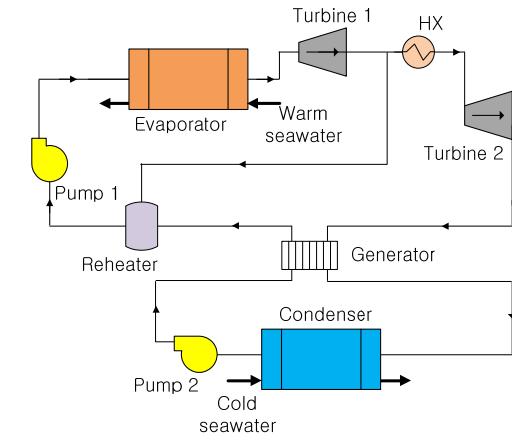 Turbine 1
HX
Evaporator
Warm
seawater
Turbine 2
Pump 1
Reheater
Generator
Condenser
Pump 2
Cold
seawater